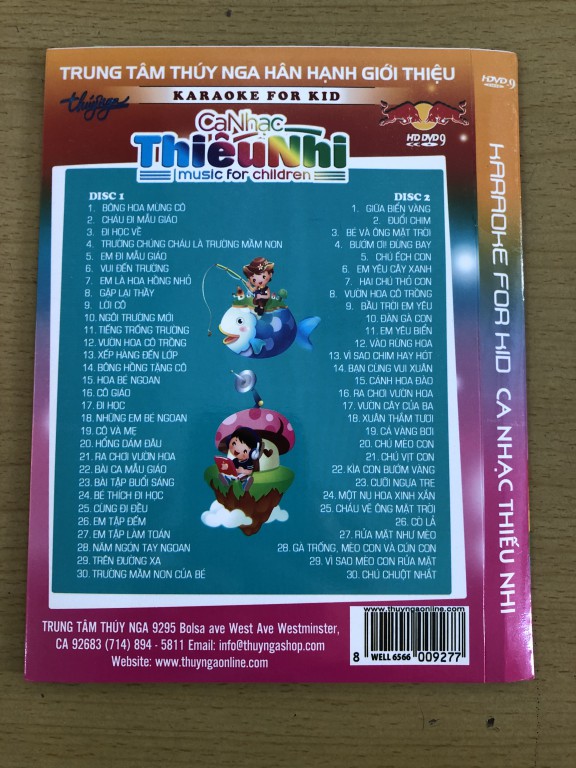 TRUNG TÂM THÚY NGA HÂN HẠNH GIỚI THIỆU
thúynga
KARAOKE FOR KID
HD DVD 9
Ca Nhạc
Thiếu Nhi
music for children
DISC 1
1. BÔNG HOA MỪNG CÔ
2. CHÁU ĐI MẪU GIÁO
3. ĐI HỌC VỀ
4. TRƯỜNG CHÚNG CHÁU LÀ TRƯỜNG MẦM NON
5. EM ĐI MẪU GIÁO
6. VUI ĐẾN TRƯỜNG
7. EM LÀ HOA HỒNG NHỎ
8. GẶP LẠI THẦY
9. LỜI CÔ
10. NGÔI TRƯỜNG MỚI
11. TIẾNG TRỐNG TRƯỜNG
12. VƯỜN HOA CÔ TRỒNG
13. XẾP HÀNG ĐẾN LỚP
14. BÔNG HỒNG TẶNG CÔ
15. HOA BÉ NGOAN
16. CÔ GIÁO
17. ĐI HỌC
18. NHỮNG EM BÉ NGOAN
19. CÔ VÀ MẸ
20. HỔNG DÁM ĐÂU
21. RA CHƠI VƯỜN HOA
22. BÀI CA MẪU GIÁO
23. BÀI TẬP BUỔI SÁNG
24. BÉ THÍCH ĐI HỌC
25. CÙNG ĐI ĐỀU
26. EM TẬP ĐẾM
27. EM TẬP LÀM TOÁN
28. NĂM NGÓN TAY NGOAN
29. TRÊN ĐƯỜNG XA
30. TRƯỜNG MẦM NON CỦA BÉ
DISC 2
1. GIỮA BIỂN VÀNG
2. ĐUỔI CHIM
3. BÉ VÀ ÔNG MẶT TRỜI
4. BƯỚM ƠI! ĐỪNG BAY
5. CHÚ ẾCH CON
6. EM YÊU CÂY XANH
7. HAI CHÚ THỎ CON
8. VƯỜN HOA CÔ TRỒNG
9. BẦU TRỜI EM YÊU
10. ĐÀN GÀ CON
11. EM YÊU BIỂN
12. VÀO RỪNG HOA
13. VÌ SAO CHIM HAY HÓT
14. BẠN CÙNG VUI XUÂN
15. CÀNH HOA ĐÀO
16. RA CHƠI VƯỜN HOA
17. VƯỜN CÂY CỦA BA
18. XUÂN THẮM TƯƠI
19. CÁ VÀNG BƠI
20. CHÚ MÈO CON
21. CHÚ VỊT CON
22. KÌA CON BƯỚM VÀNG
23. CƯỠI NGỰA TRE
24. MỘT NỤ HOA XINH XẮN
25. CHÁU VẼ ÔNG MẶT TRỜI
26. CÒ LẢ
27. RỬA MẶT NHƯ MÈO
28. GÀ TRỐNG, MÈO CON VÀ CÚN CON
29. VÌ SAO MÈO CON RỬA MẶT
30. CHÚ CHUỘT NHẮT
TRUNG TÂM THÚY NGA 9295 Bolsa ave West Ave Westminster,
CA 92683 (714) 894 - 5811 Email: info@thuyngashop.com
Website: www.thuyngaonline.com
www.thuyngaonline.com
8 WELL 6566 009277
HDVD 9
KARAOKE FOR KID CA NHẠC THIẾU NHI